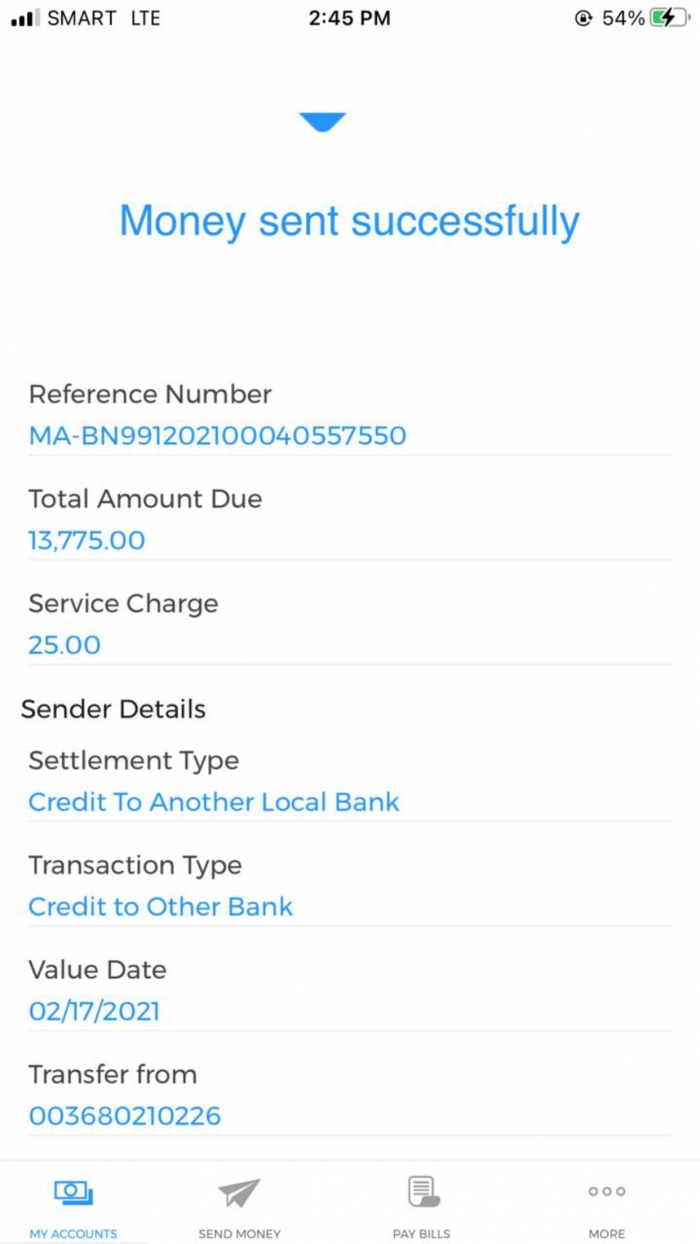 SMART LTE 2:45 PM 54%
Money sent successfully
Reference Number
MA-BN991202100040557550
Total Amount Due
13,775.00
Service Charge
25.00
Sender Details
Settlement Type
Credit To Another Local Bank
Transaction Type
Credit to Other Bank
Value Date
02/17/2021
Transfer from
003680210226
MY ACCOUNTS SEND MONEY PAY BILLS MORE